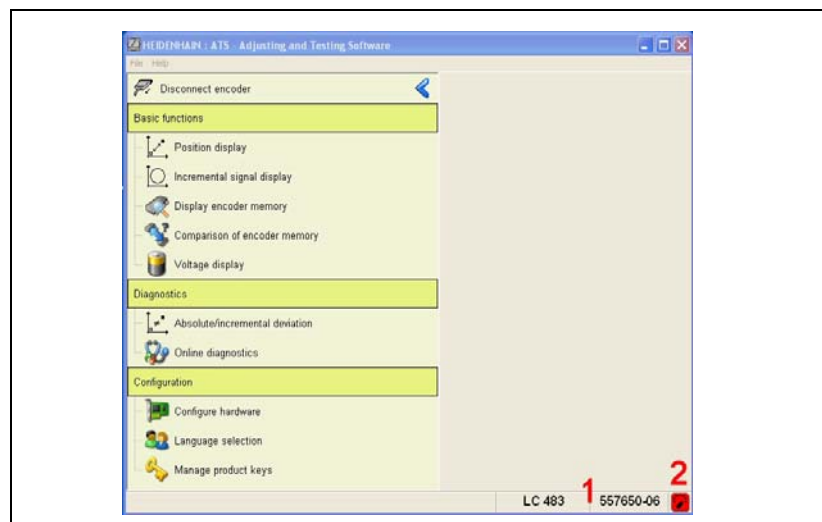 HEIDENHAIN : ATS - Adjusting and Testing Software
File Help
Disconnect encoder
Basic functions
Position display
Incremental signal display
Display encoder memory
Comparison of encoder memory
Voltage display
Diagnostics
Absolute/incremental deviation
Online diagnostics
Configuration
Configure hardware
Language selection
Manage product keys
LC 483 1 557650-06 2